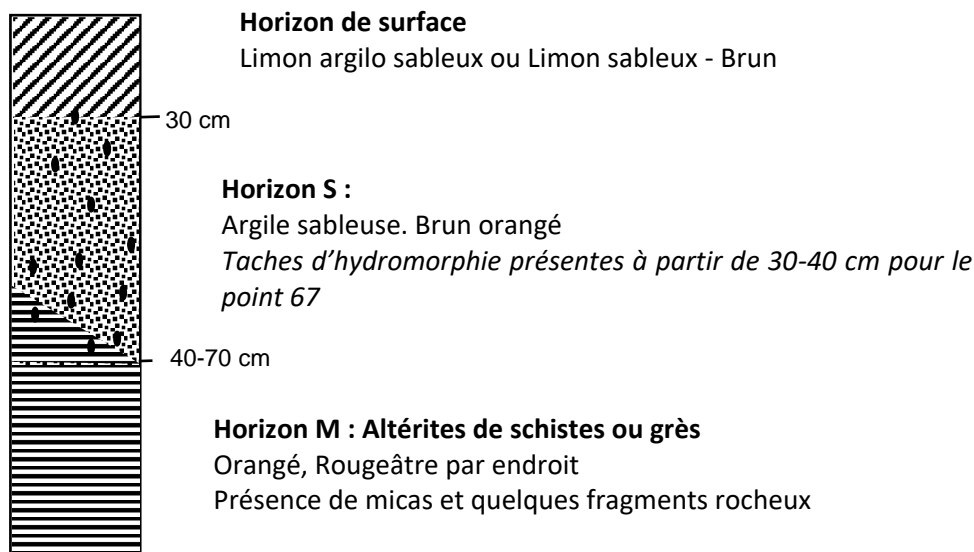 Horizon de surface
Limon argilo sableux ou Limon sableux - Brun
30 cm
Horizon S :
Argile sableuse. Brun orangé
Taches d’hydromorphie présentes à partir de 30-40 cm pour le
point 67
40-70 cm
Horizon M : Altérites de schistes ou grès
Orangé, Rougeâtre par endroit
Présence de micas et quelques fragments rocheux